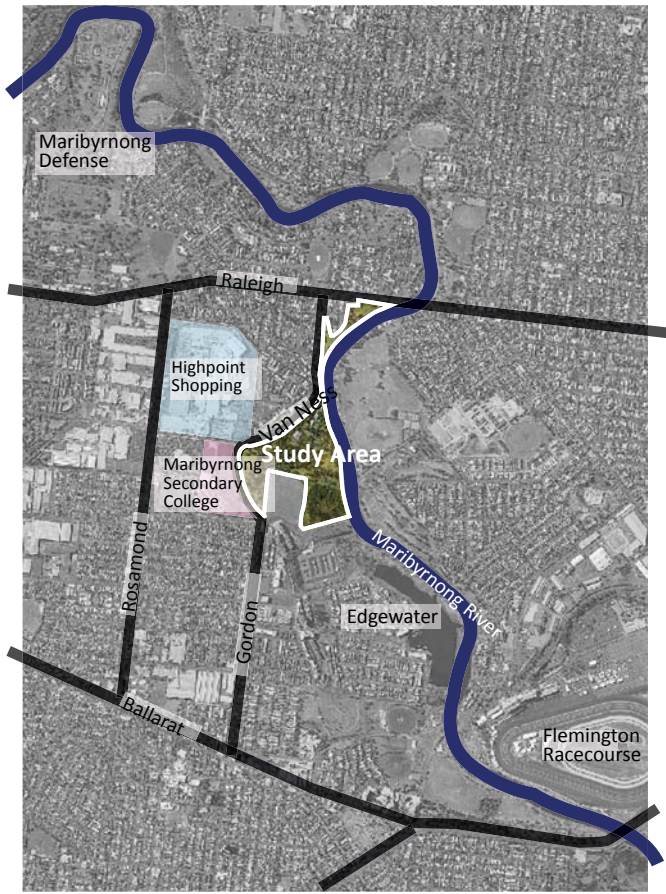 Maribyrnong
Defense
Raleigh
Highpoint
Shopping
Van Ness
Study Area
Maribyrnong
Secondary
College
Rosamond
Maribyrnong River
Gordon
Edgewater
Ballarat
Flemington
Racecourse